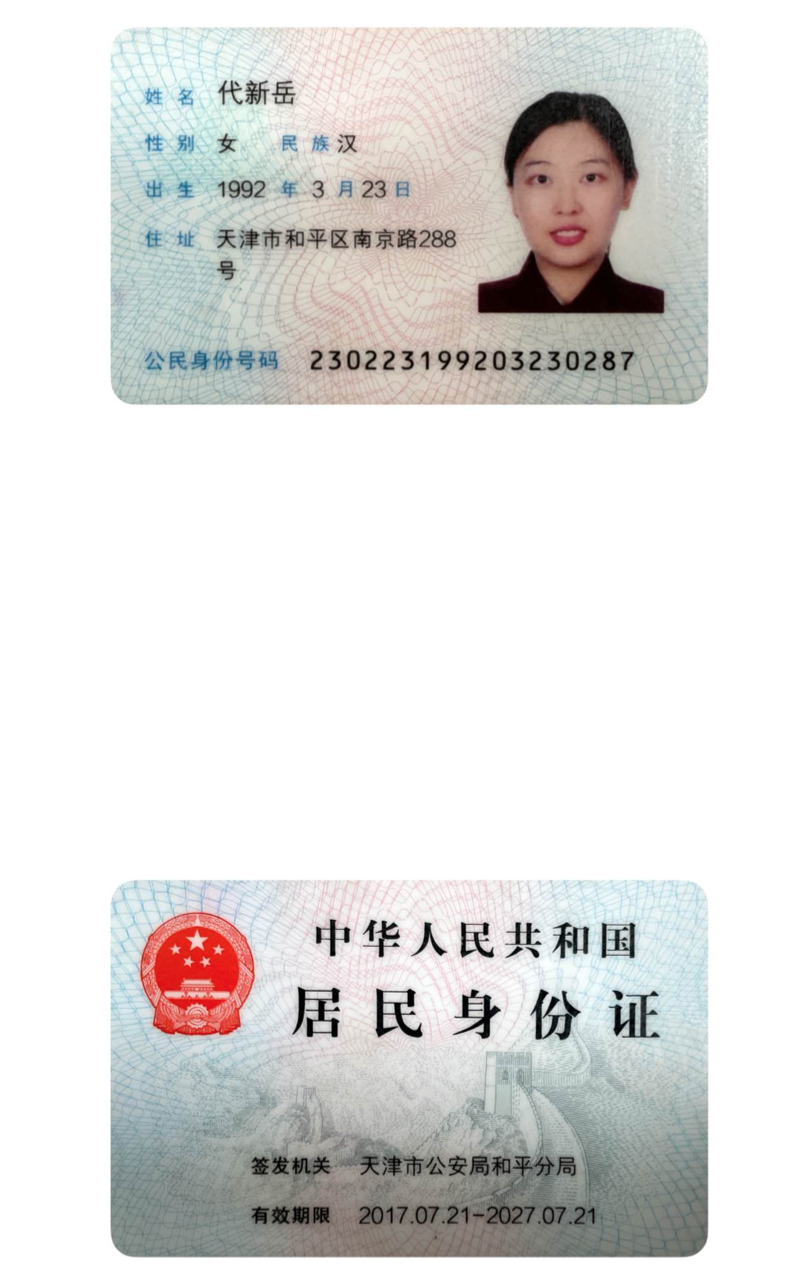 姓名 代新岳
性别 女 民族 汉
出生 1992 年 3 月 23 日
住址 天津市和平区南京路288
号
公民身份号码 230223199203230287
中华人民共和国
居民身份证
签发机关 天津市公安局和平分局
有效期限 2017.07.21-2027.07.21